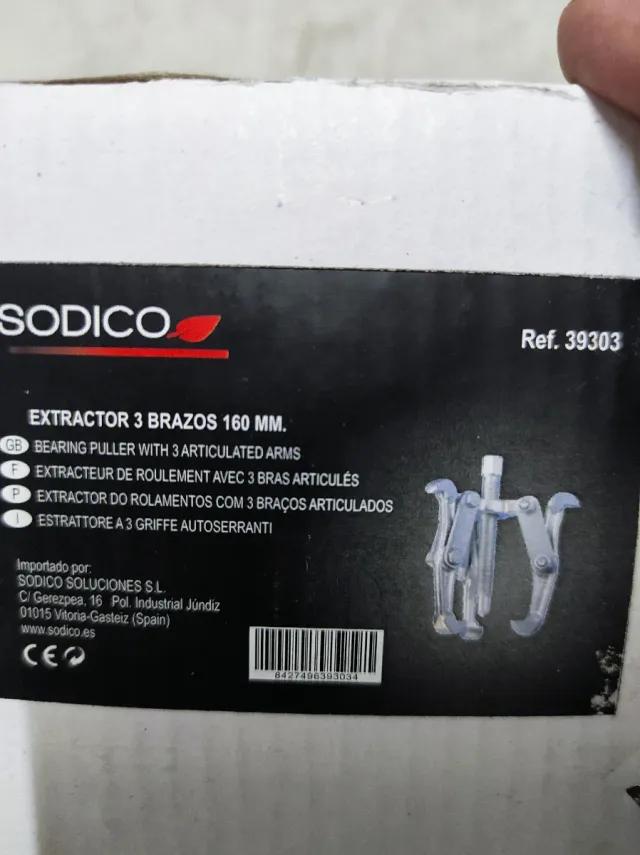 SODICO
Ref. 39303
EXTRACTOR 3 BRAZOS 160 MM.
GB BEARING PULLER WITH 3 ARTICULATED ARMS
F EXTRACTEUR DE ROULEMENT AVEC 3 BRAS ARTICULÉS
P EXTRACTOR DO ROLAMENTOS COM 3 BRAÇOS ARTICULADOS
I ESTRATTORE A 3 GRIFFE AUTOSERRANTI
Importado por:
SODICO SOLUCIONES S.L.
C/ Gerezpea, 16 Pol. Industrial Júndiz
01015 Vitoria-Gasteiz (Spain)
www.sodico.es
CE
8427496393034